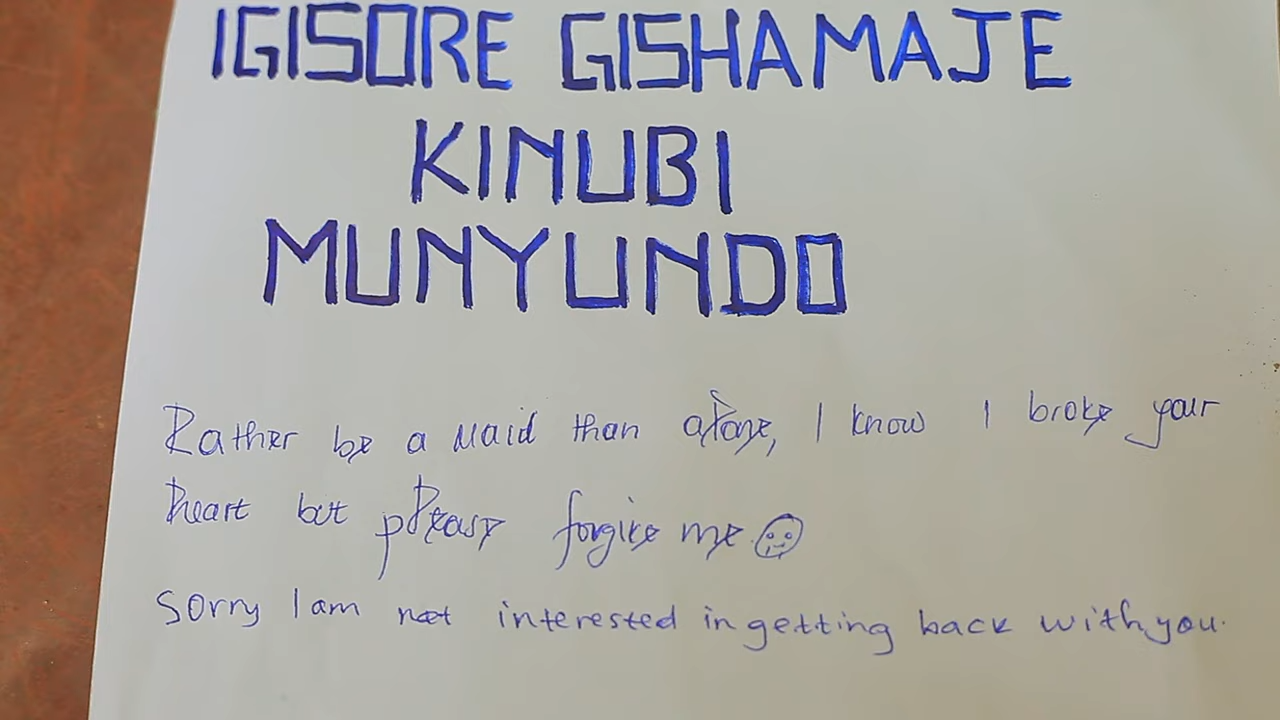 IGISORE GISHAMAJE
KINUBI
MUNYUNDO
Rather be a maid than alone, I know I broke your
heart but please forgive me
Sorry I am not interested in getting back with you.